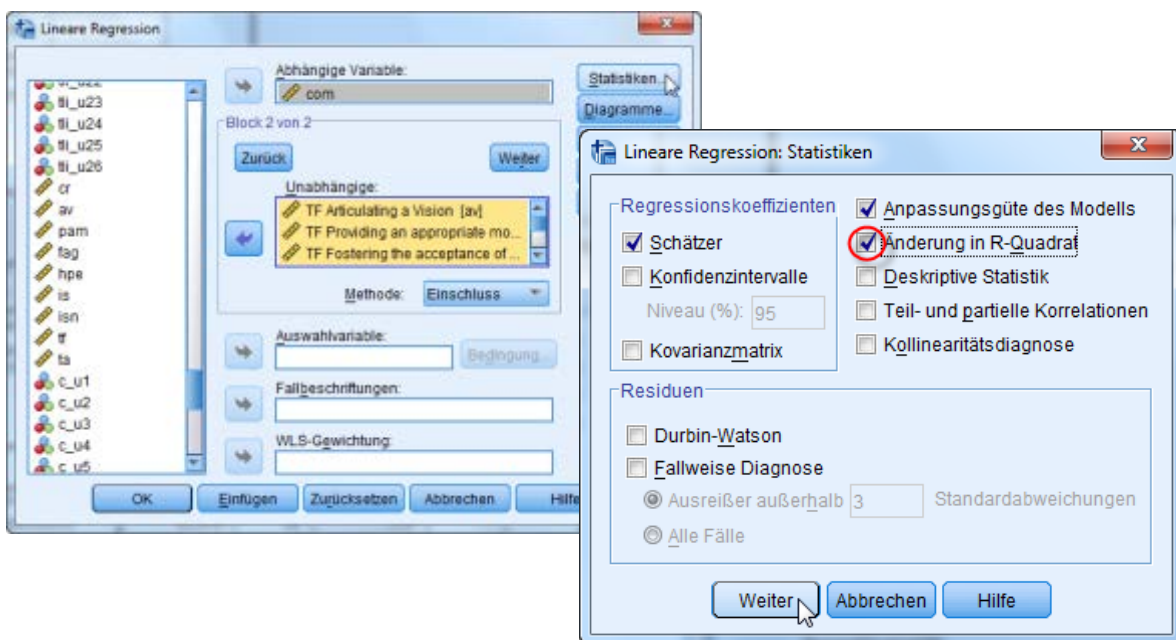 Lineare Regression
tli_u23
tli_u24
tli_u25
tli_u26
cr
av
pam
fag
hpe
is
isn
tf
ta
c_u1
c_u2
c_u3
c_u4
c_u5
Abhängige Variable:
com
Block 2 von 2
Zurück
Weiter
Unabhängige:
TF Articulating a Vision [av]
TF Providing an appropriate mo...
TF Fostering the acceptance of ...
Methode: Einschluss
Auswahlvariable:
Bedingung...
Fallbeschriftungen:
WLS-Gewichtung:
Statistiken...
Diagramme...
OK Einfügen Zurücksetzen Abbrechen Hilfe
Lineare Regression: Statistiken
Regressionskoeffizienten
Schätzer
Konfidenzintervalle
Niveau (%): 95
Kovarianzmatrix
Anpassungsgüte des Modells
Änderung in R-Quadrat
Deskriptive Statistik
Teil- und partielle Korrelationen
Kollinearitätsdiagnose
Residuen
Durbin-Watson
Fallweise Diagnose
Ausreißer außerhalb 3 Standardabweichungen
Alle Fälle
Weiter Abbrechen Hilfe